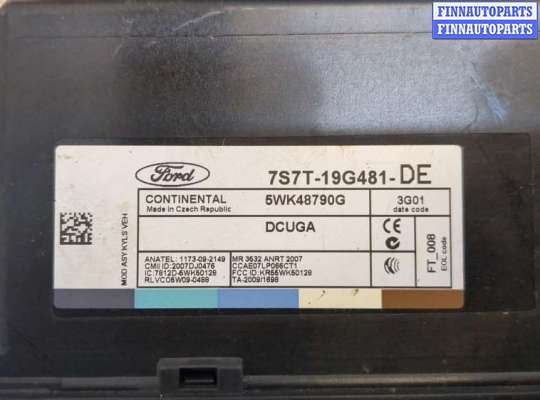 FINNAUTOPARTS
FINNAUTOPARTS
Ford
7S7T-19G481-DE
CONTINENTAL
Made in Czech Republic
5WK48790G
3G01
date code
DCUGA
MOD ASY KYLS VEH
FT_008
EOL code
ANATEL: 1173-09-2149
CMII ID: 2007DJ0476
IC: 7812D-5WK50128
RLVCO5W09-0489
MR 3632 ANRT 2007
CCAE07LP066CT1
FCC ID: KR55WK50128
TA-2009/1696